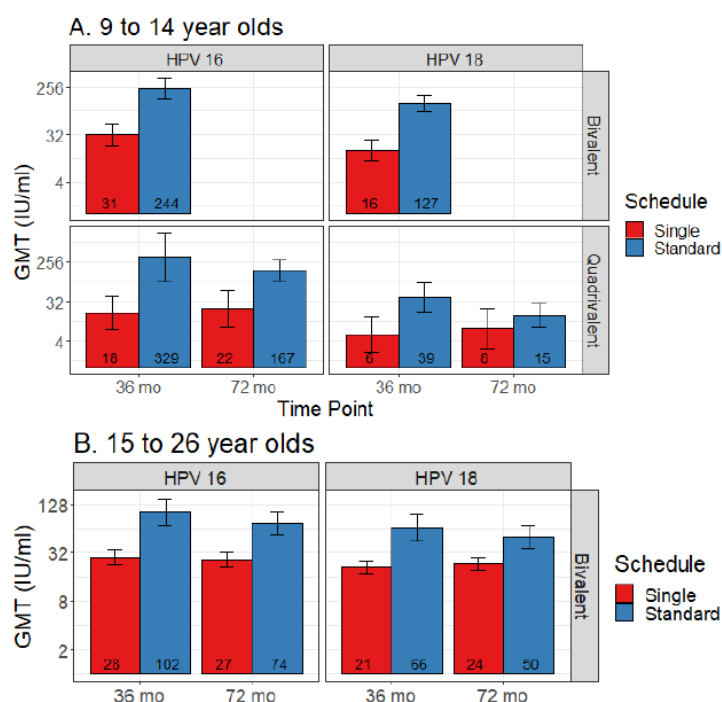 A. 9 to 14 year olds
HPV 16 HPV 18
256
32
4
31 244 16 127
Bivalent
GMT (IU/ml)
256
32
4
18 329 22 167 6 39 8 15
Quadrivalent
36 mo 72 mo 36 mo 72 mo
Time Point
Schedule
Single
Standard
B. 15 to 26 year olds
HPV 16 HPV 18
128
32
8
2
GMT (IU/ml)
28 102 27 74 21 66 24 50
Bivalent
36 mo 72 mo 36 mo 72 mo
Schedule
Single
Standard